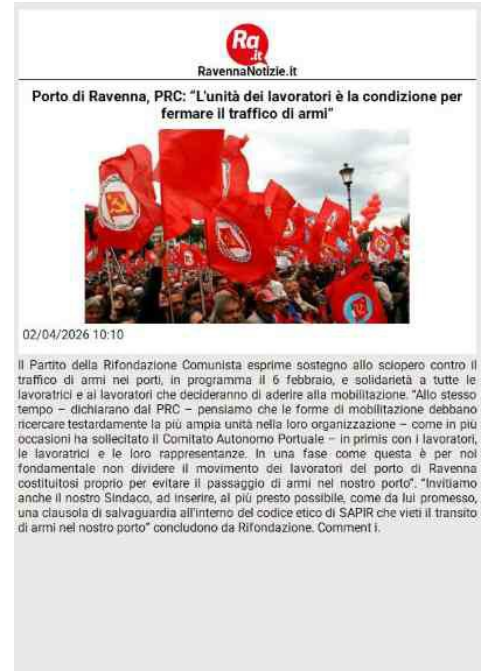 Ra
.it
RavennaNotizie.it
Porto di Ravenna, PRC: “L'unità dei lavoratori è la condizione per
fermare il traffico di armi”
02/04/2026 10:10
Il Partito della Rifondazione Comunista esprime sostegno allo sciopero contro il
traffico di armi nei porti, in programma il 6 febbraio, e solidarietà a tutte le
lavoratrici e ai lavoratori che decideranno di aderire alla mobilitazione. “Allo stesso
tempo – dichiarano dal PRC – pensiamo che le forme di mobilitazione debbano
ricercare testardamente la più ampia unità nella loro organizzazione – come in più
occasioni ha sollecitato il Comitato Autonomo Portuale – in primis con i lavoratori,
le lavoratrici e le loro rappresentanze. In una fase come questa è per noi
fondamentale non dividere il movimento dei lavoratori del porto di Ravenna
costituitosi proprio per evitare il passaggio di armi nel nostro porto”. “Invitiamo
anche il nostro Sindaco, ad inserire, al più presto possibile, come da lui promesso,
una clausola di salvaguardia all'interno del codice etico di SAPIR che vieti il transito
di armi nel nostro porto” concludono da Rifondazione. Comment i.